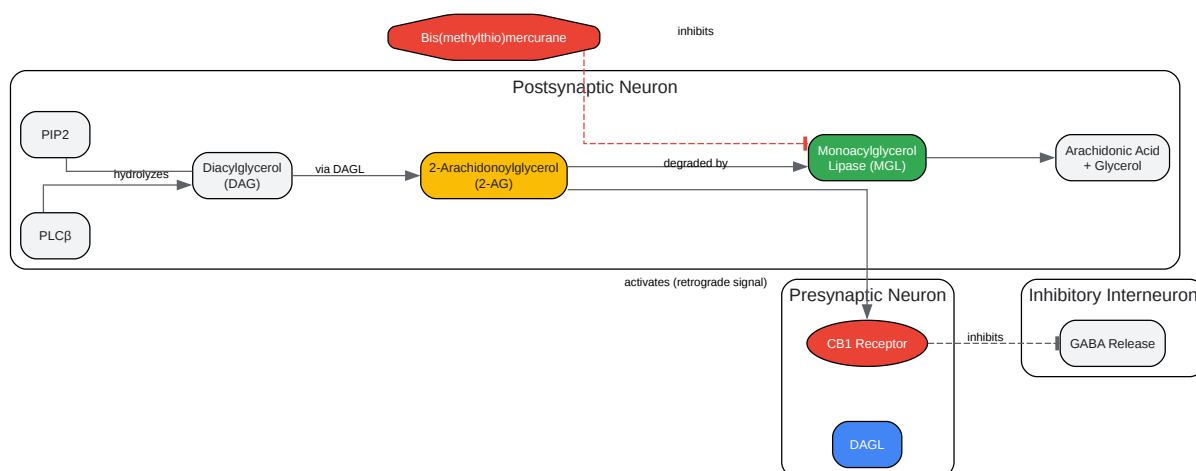 Bis(methylthio)mercurane
inhibits
Postsynaptic Neuron
PIP2
hydrolyzes
PLCβ
Diacylglycerol
(DAG)
via DAGL
2-Arachidonoylglycerol
(2-AG)
degraded by
Monoacylglycerol
Lipase (MGL)
Arachidonic Acid
+ Glycerol
activates (retrograde signal)
Presynaptic Neuron
CB1 Receptor
inhibits
Inhibitory Interneuron
GABA Release
DAGL